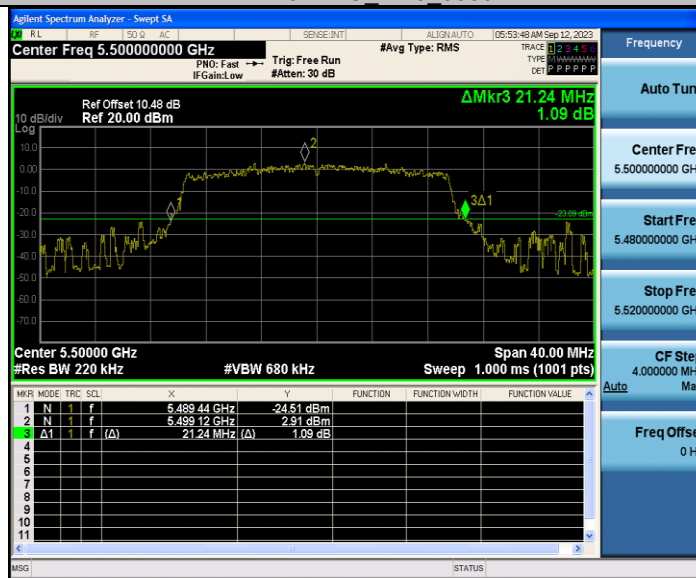 Agilent Spectrum Analyzer - Swept SA
RL RF 50 Ω AC SENSE:INT ALIGN AUTO 05:53:48 AM Sep 12, 2023
Center Freq 5.500000000 GHz
#Avg Type: RMS
TRACE 1 2 3 4 5 6
PNO: Fast
Trig: Free Run
TYPE M
IFGain:Low
#Atten: 30 dB
DET P P P P P P
Frequency
Auto Tun
ΔMkr3 21.24 MHz
1.09 dB
Ref Offset 10.48 dB
10 dB/div Ref 20.00 dBm
Log
10.0
0.00
-10.0
-20.0
-30.0
-40.0
-50.0
-60.0
-70.0
2
1
3Δ1
-23.09 dBm
Center 5.50000 GHz
Span 40.00 MHz
#Res BW 220 kHz
#VBW 680 kHz
Sweep 1.000 ms (1001 pts)
Center Fre
5.500000000 GH
Start Fre
5.480000000 GH
Stop Fre
5.520000000 GH
CF Ste
4.000000 MH
Auto Ma
Freq Offse
0 H
MKR MODE TRC SCL X Y FUNCTION FUNCTION WIDTH FUNCTION VALUE
1 N 1 f 5.489 44 GHz -24.51 dBm
2 N 1 f 5.499 12 GHz 2.91 dBm
3 Δ1 1 f (Δ) 21.24 MHz (Δ) 1.09 dB
4
5
6
7
8
9
10
11
MSG STATUS